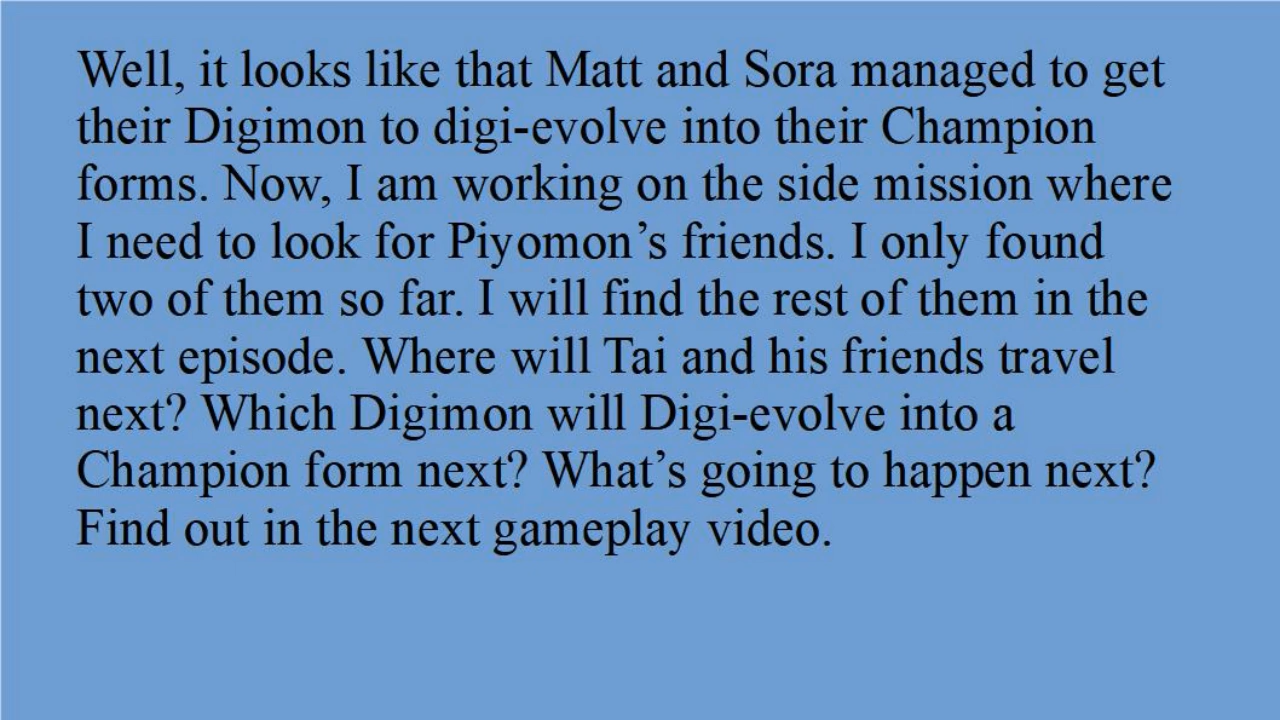 Well, it looks like that Matt and Sora managed to get
their Digimon to digi-evolve into their Champion
forms. Now, I am working on the side mission where
I need to look for Piyomon’s friends. I only found
two of them so far. I will find the rest of them in the
next episode. Where will Tai and his friends travel
next? Which Digimon will Digi-evolve into a
Champion form next? What’s going to happen next?
Find out in the next gameplay video.